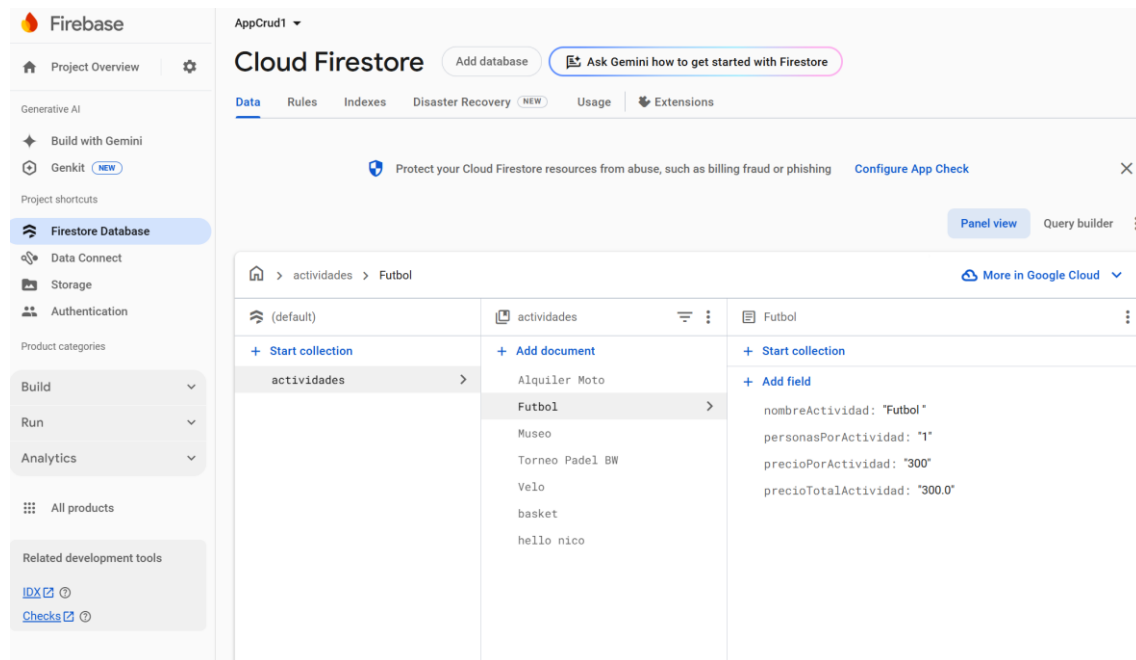 Firebase
Project Overview
Generative AI
Build with Gemini
Genkit NEW
Project shortcuts
Firestore Database
Data Connect
Storage
Authentication
Product categories
Build
Run
Analytics
All products
Related development tools
IDX
Checks
AppCrud1
Cloud Firestore Add database Ask Gemini how to get started with Firestore
Data Rules Indexes Disaster Recovery NEW Usage Extensions
Protect your Cloud Firestore resources from abuse, such as billing fraud or phishing Configure App Check
Panel view Query builder
actividades > Futbol More in Google Cloud
(default)
+ Start collection
actividades
actividades
+ Add document
Alquiler Moto
Futbol
Museo
Torneo Padel BW
Velo
basket
hello nico
Futbol
+ Start collection
+ Add field
nombreActividad: "Futbol "
personasPorActividad: "1"
precioPorActividad: "300"
precioTotalActividad: "300.0"